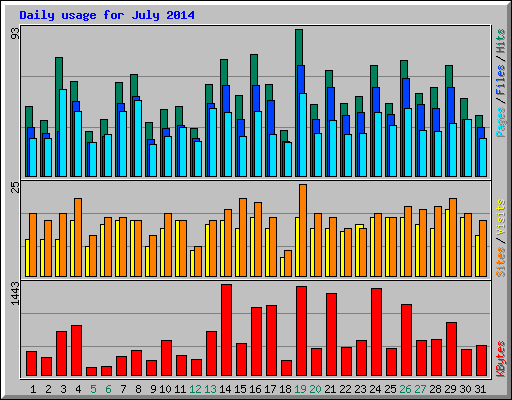 Daily usage for July 2014
93
Pages / Files / Hits
25
Sites / Visits
1443
KBytes
1 2 3 4 5 6 7 8 9 10 11 12 13 14 15 16 17 18 19 20 21 22 23 24 25 26 27 28 29 30 31